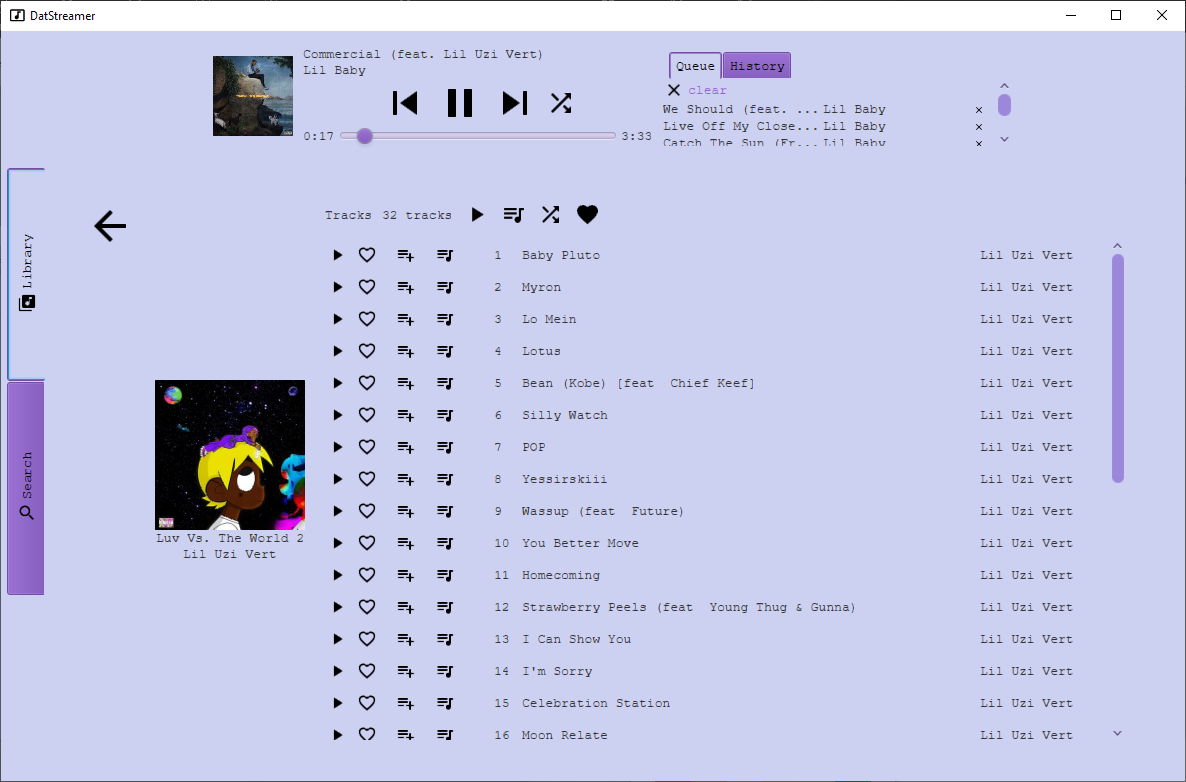 DatStreamer
Commercial (feat. Lil Uzi Vert)
Lil Baby
0:17 3:33
Queue History
clear
We Should (feat. ... Lil Baby ×
Live Off My Close... Lil Baby ×
Catch The Sun (Fr... Lil Baby ×
Library
Search
Luv Vs. The World 2
Lil Uzi Vert
Tracks 32 tracks
1 Baby Pluto Lil Uzi Vert
2 Myron Lil Uzi Vert
3 Lo Mein Lil Uzi Vert
4 Lotus Lil Uzi Vert
5 Bean (Kobe) [feat Chief Keef] Lil Uzi Vert
6 Silly Watch Lil Uzi Vert
7 POP Lil Uzi Vert
8 Yessirskiii Lil Uzi Vert
9 Wassup (feat Future) Lil Uzi Vert
10 You Better Move Lil Uzi Vert
11 Homecoming Lil Uzi Vert
12 Strawberry Peels (feat Young Thug & Gunna) Lil Uzi Vert
13 I Can Show You Lil Uzi Vert
14 I'm Sorry Lil Uzi Vert
15 Celebration Station Lil Uzi Vert
16 Moon Relate Lil Uzi Vert